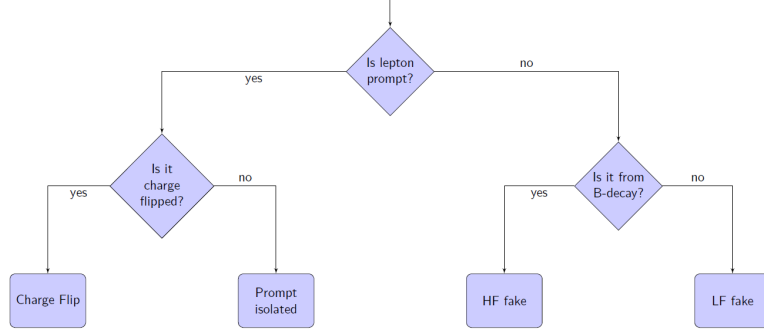 Is lepton
prompt?
yes
no
Is it
charge
flipped?
Is it from
B-decay?
yes
no
yes
no
Charge Flip
Prompt
isolated
HF fake
LF fake